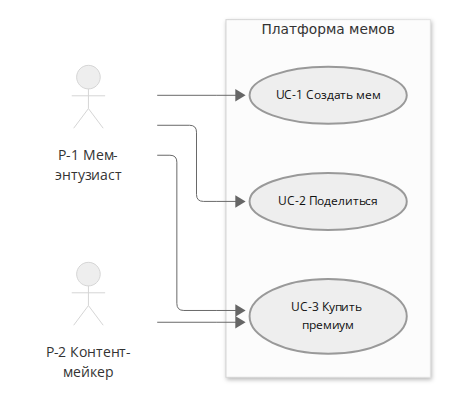 Платформа мемов
UC-1 Создать мем
P-1 Мем-
энтузиаст
UC-2 Поделиться
UC-3 Купить
премиум
P-2 Контент-
мейкер